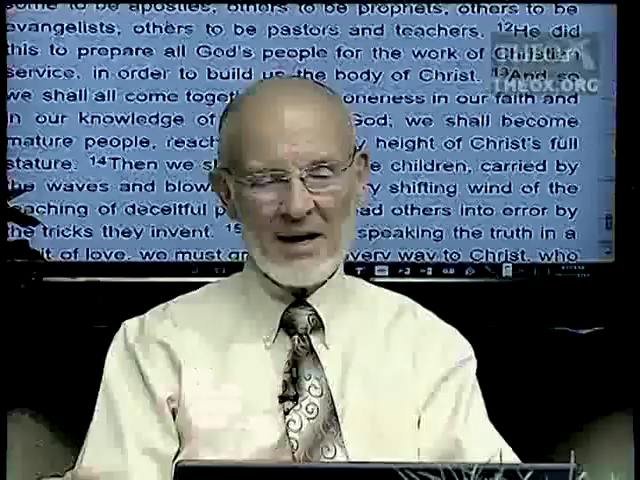 some to be apostles, others to be prophets, others to be
evangelists, others to be pastors and teachers. 12He did
this to prepare all God's people for the work of Christian
service, in order to build up the body of Christ. 13And so
we shall all come oneness in our faith and
in our knowledge of God; we shall become
mature people, height of Christ's full
stature. 14Then we children, carried by
the waves and shifting wind of the
teaching of deceitful others into error by
the tricks they invent. 15 speaking the truth in a
of love, we must every way to Christ, who
THEOX.ORG